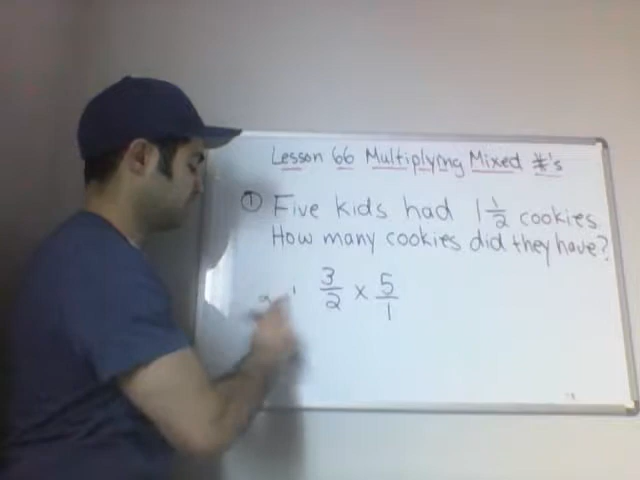 Lesson 66 Multiplying Mixed #'s
① Five kids had 1 1/2 cookies
How many cookies did they have?
3/2 x 5/1